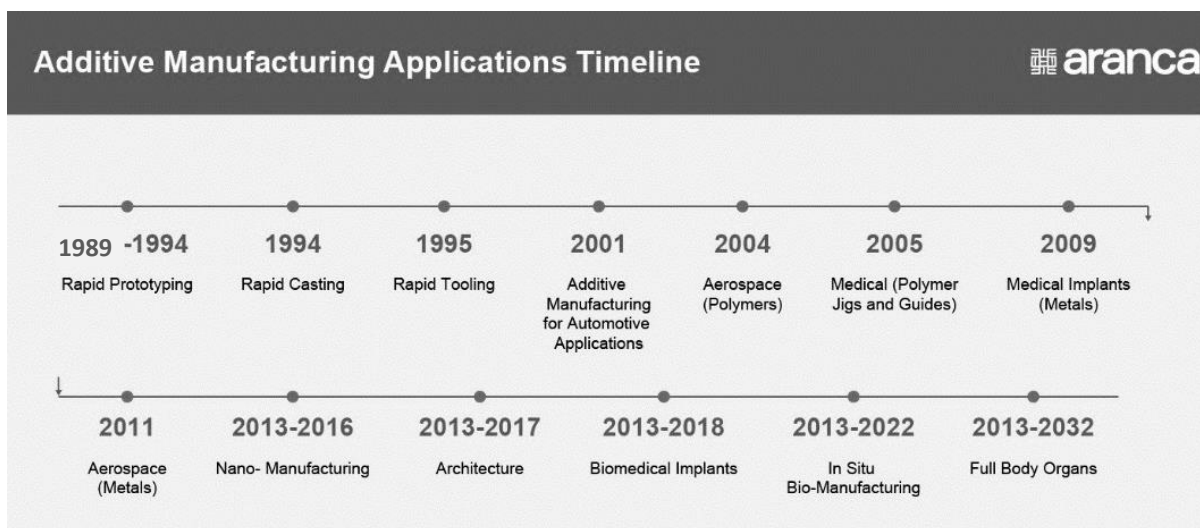 Additive Manufacturing Applications Timeline
aranca
1989 -1994
Rapid Prototyping
1994
Rapid Casting
1995
Rapid Tooling
2001
Additive
Manufacturing
for Automotive
Applications
2004
Aerospace
(Polymers)
2005
Medical (Polymer
Jigs and Guides)
2009
Medical Implants
(Metals)
2011
Aerospace
(Metals)
2013-2016
Nano- Manufacturing
2013-2017
Architecture
2013-2018
Biomedical Implants
2013-2022
In Situ
Bio-Manufacturing
2013-2032
Full Body Organs